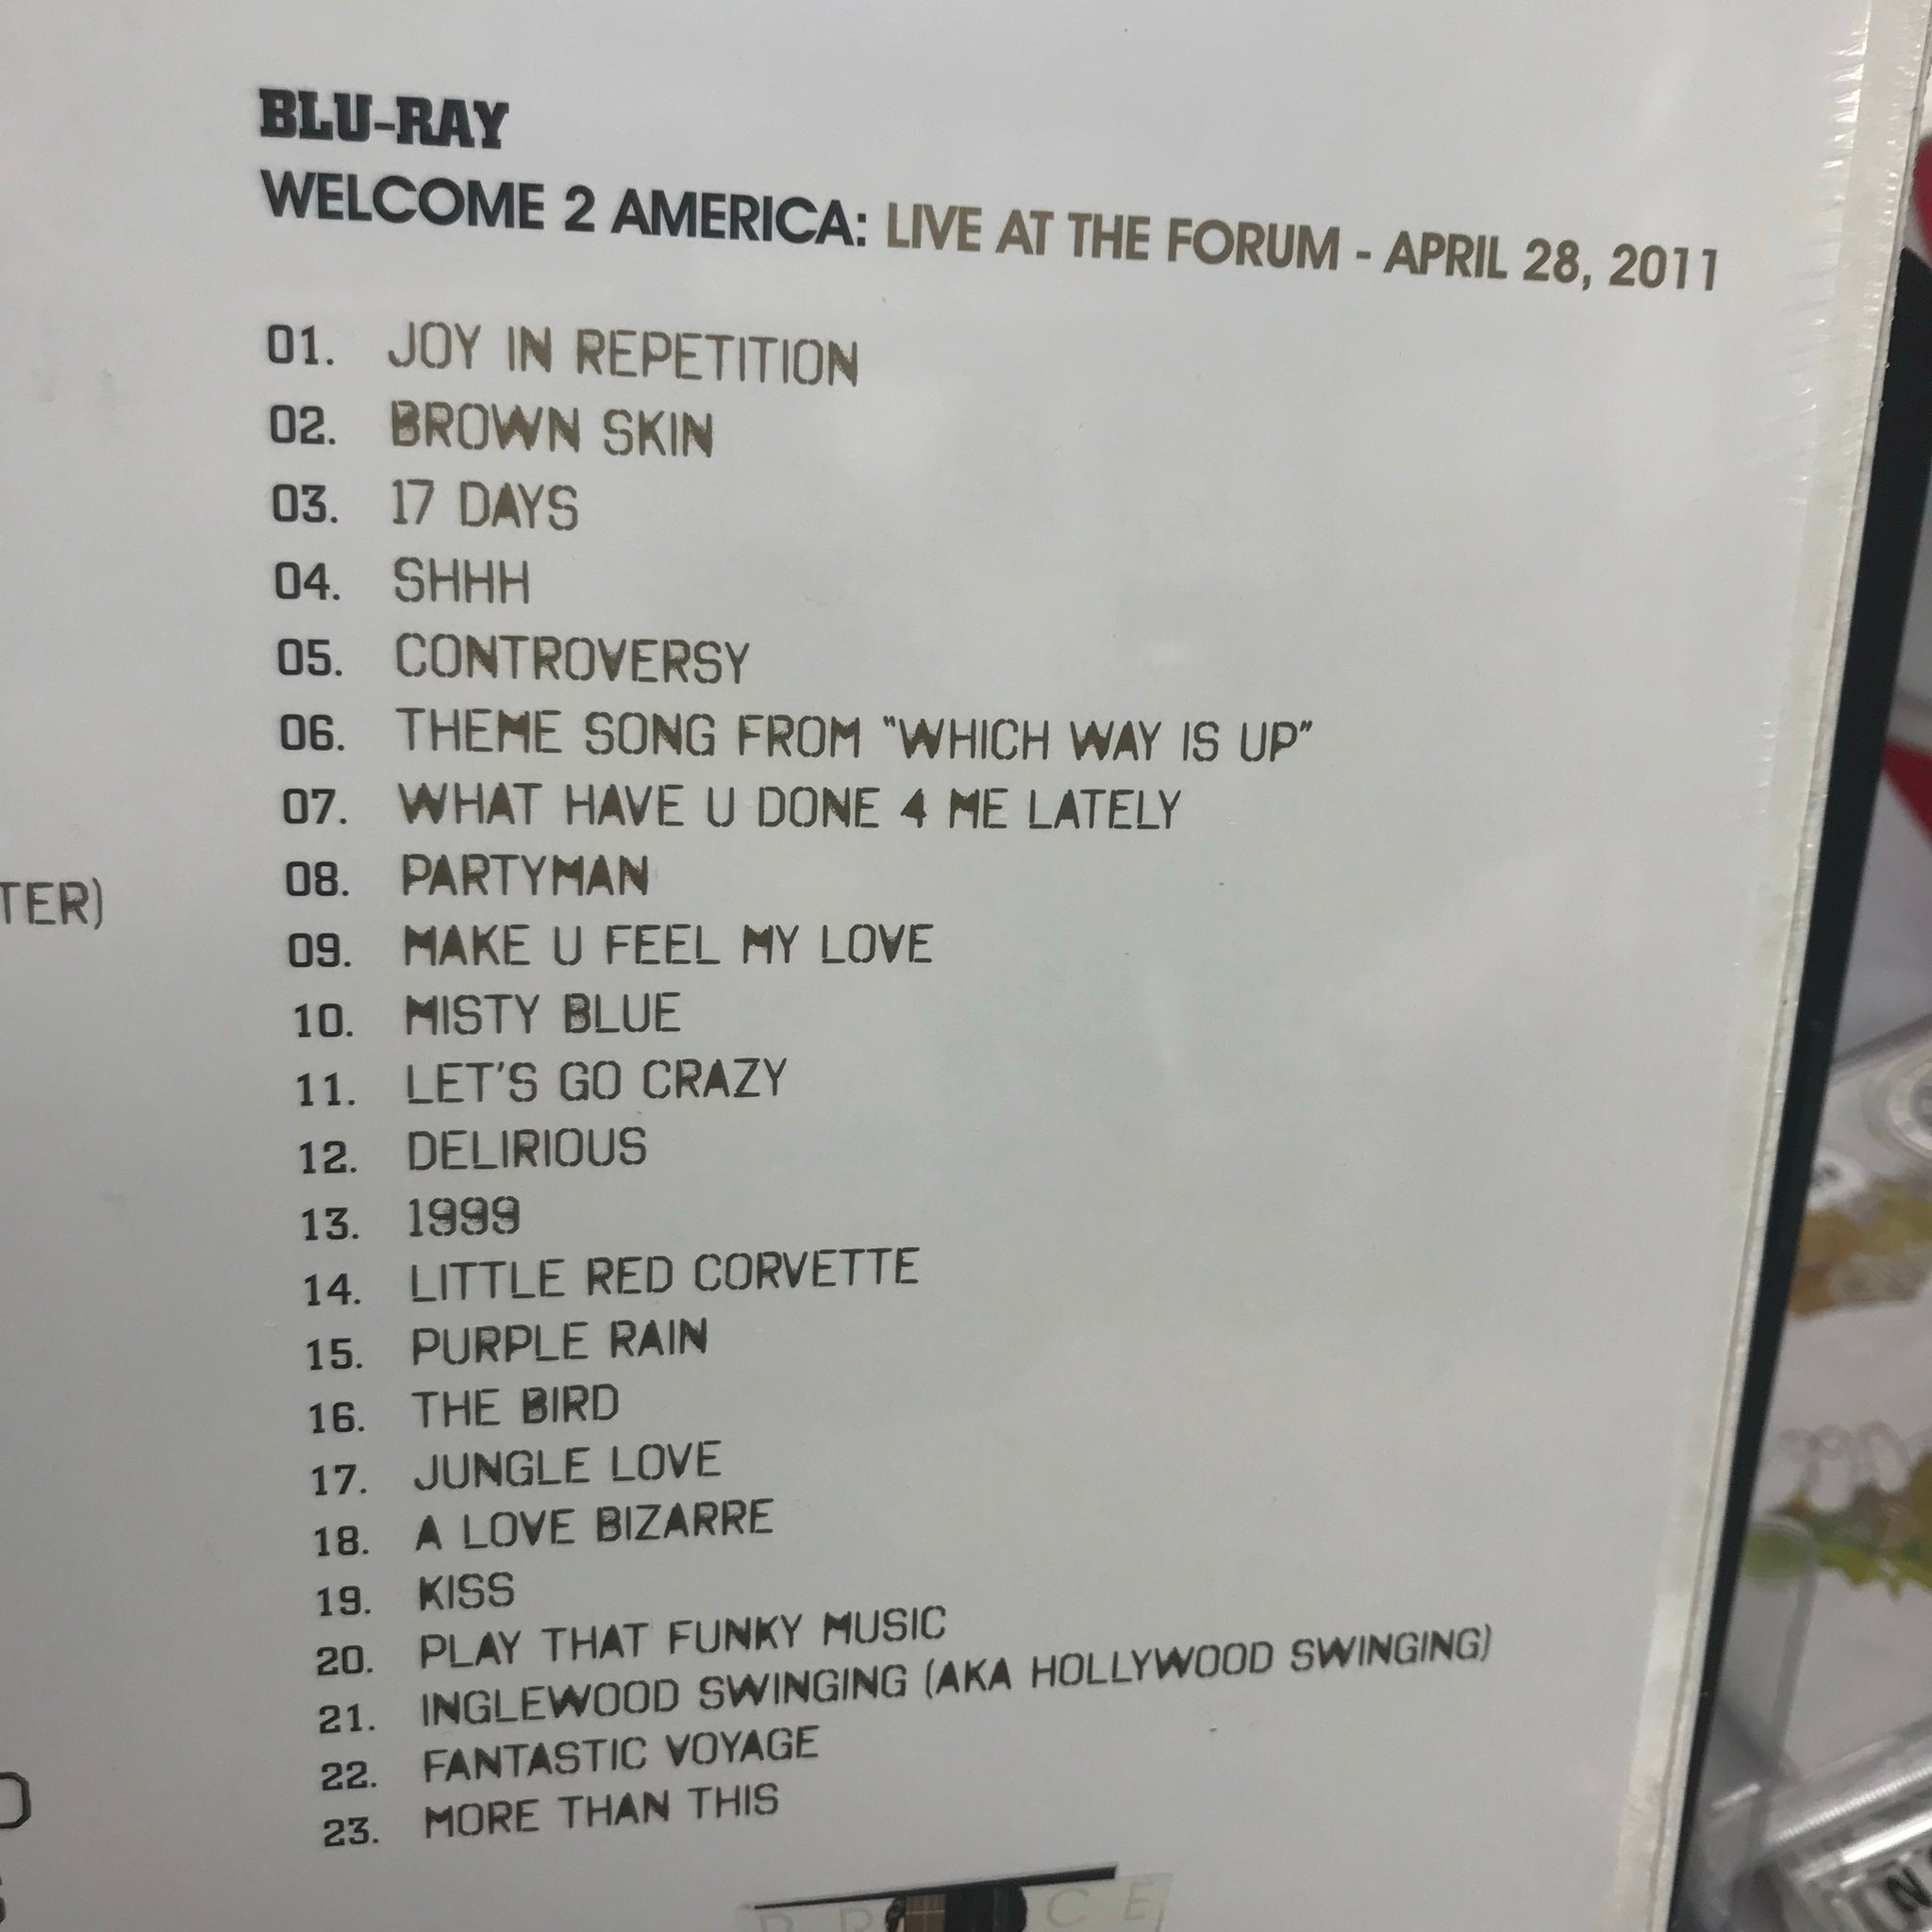 BLU-RAY
WELCOME 2 AMERICA: LIVE AT THE FORUM - APRIL 28, 2011
01. JOY IN REPETITION
02. BROWN SKIN
03. 17 DAYS
04. SHHH
05. CONTROVERSY
06. THEME SONG FROM "WHICH WAY IS UP"
07. WHAT HAVE U DONE 4 ME LATELY
TER)
08. PARTYMAN
09. MAKE U FEEL MY LOVE
10. MISTY BLUE
11. LET'S GO CRAZY
12. DELIRIOUS
13. 1999
14. LITTLE RED CORVETTE
15. PURPLE RAIN
16. THE BIRD
17. JUNGLE LOVE
18. A LOVE BIZARRE
19. KISS
20. PLAY THAT FUNKY MUSIC
21. INGLEWOOD SWINGING (AKA HOLLYWOOD SWINGING)
22. FANTASTIC VOYAGE
23. MORE THAN THIS